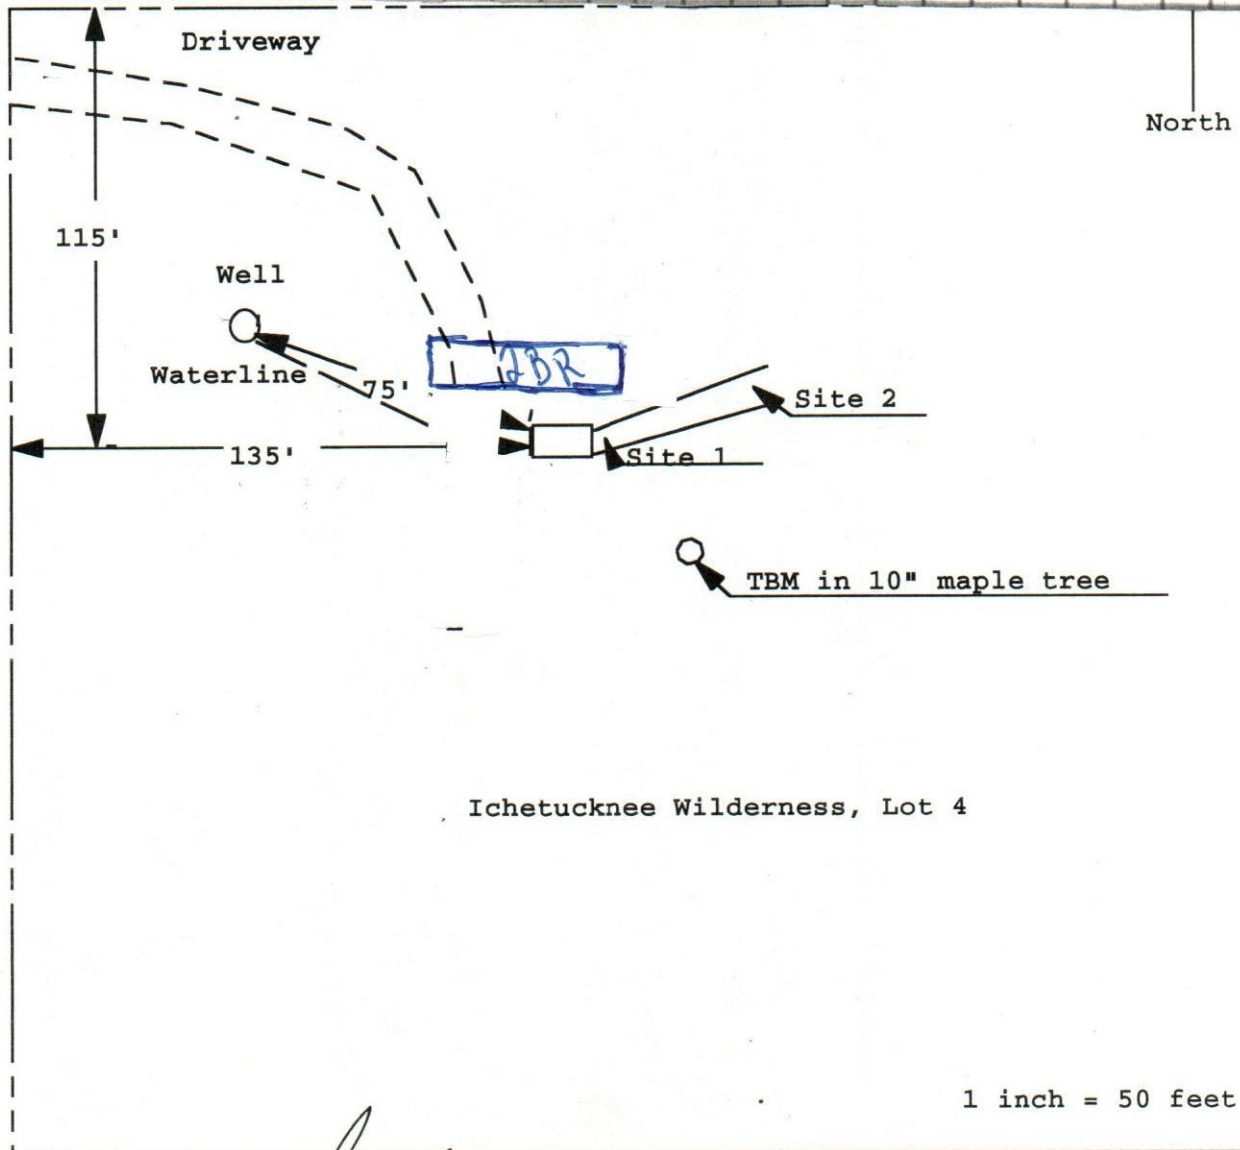 Driveway
North
115'
Well
Waterline
75'
2BR
Site 2
135'
Site 1
TBM in 10" maple tree
Ichetucknee Wilderness, Lot 4
1 inch = 50 feet